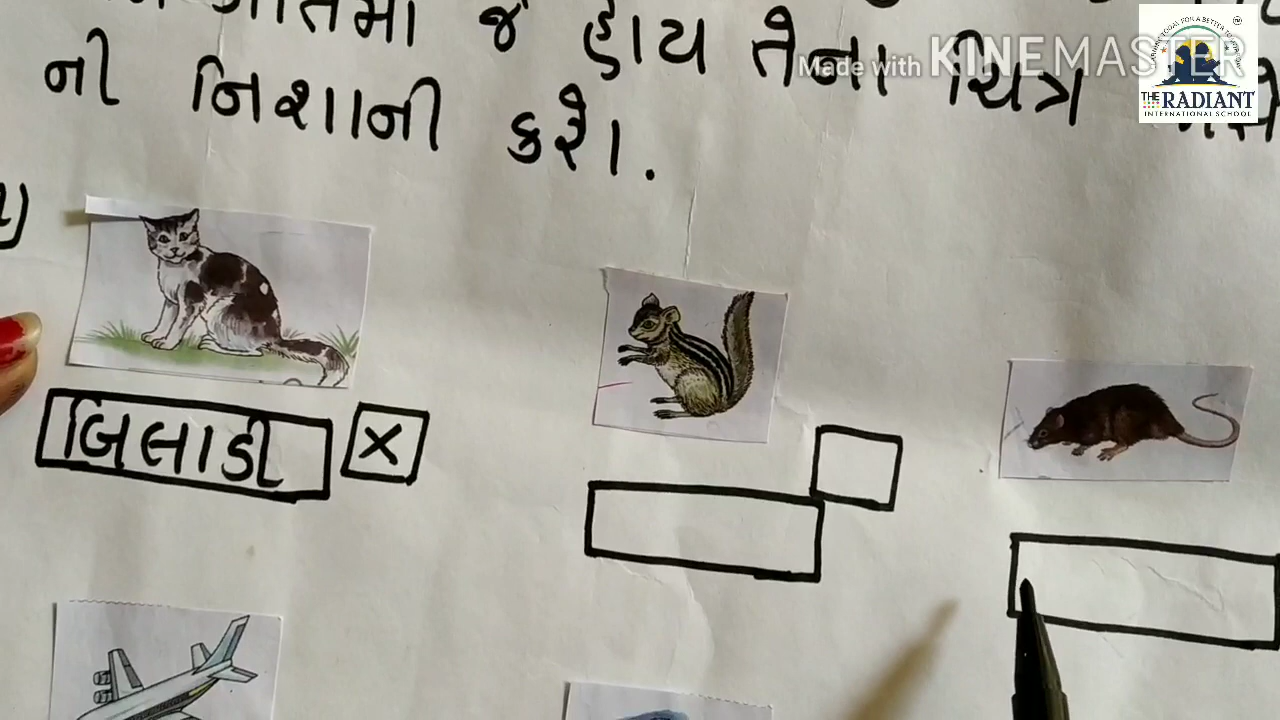 જ હાય તેના ચિત્ર
ની નિશાની કરેા.
બિલાડી X
Made with KINEMASTER
THE RADIANT
INTERNATIONAL SCHOOL